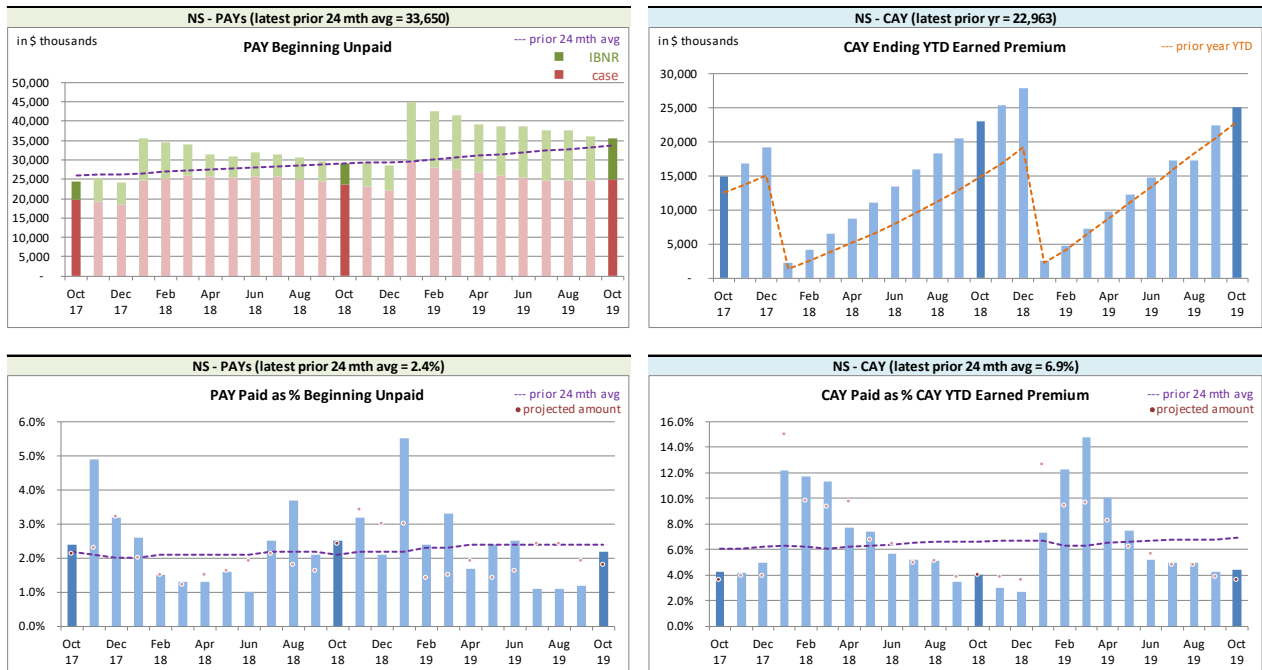 NS - PAYs (latest prior 24 mth avg = 33,650)
in $ thousands
PAY Beginning Unpaid
--- prior 24 mth avg
IBNR
case
50,000
45,000
40,000
35,000
30,000
25,000
20,000
15,000
10,000
5,000
-
Oct Dec Feb Apr Jun Aug Oct Dec Feb Apr Jun Aug Oct
17 17 18 18 18 18 18 18 19 19 19 19 19
NS - CAY (latest prior yr = 22,963)
in $ thousands
CAY Ending YTD Earned Premium
--- prior year YTD
30,000
25,000
20,000
15,000
10,000
5,000
-
Oct Dec Feb Apr Jun Aug Oct Dec Feb Apr Jun Aug Oct
17 17 18 18 18 18 18 18 19 19 19 19 19
NS - PAYs (latest prior 24 mth avg = 2.4%)
PAY Paid as % Beginning Unpaid
--- prior 24 mth avg
projected amount
6.0%
5.0%
4.0%
3.0%
2.0%
1.0%
0.0%
Oct Dec Feb Apr Jun Aug Oct Dec Feb Apr Jun Aug Oct
17 17 18 18 18 18 18 18 19 19 19 19 19
NS - CAY (latest prior 24 mth avg = 6.9%)
CAY Paid as % CAY YTD Earned Premium
--- prior 24 mth avg
projected amount
16.0%
14.0%
12.0%
10.0%
8.0%
6.0%
4.0%
2.0%
0.0%
Oct Dec Feb Apr Jun Aug Oct Dec Feb Apr Jun Aug Oct
17 17 18 18 18 18 18 18 19 19 19 19 19